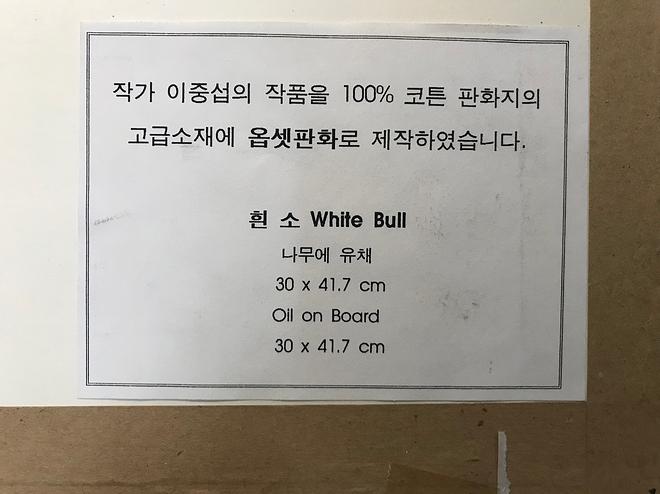 작가 이중섭의 작품을 100% 코튼 판화지의
고급소재에 옵셋판화로 제작하였습니다.
흰 소 White Bull
나무에 유채
30 x 41.7 cm
Oil on Board
30 x 41.7 cm